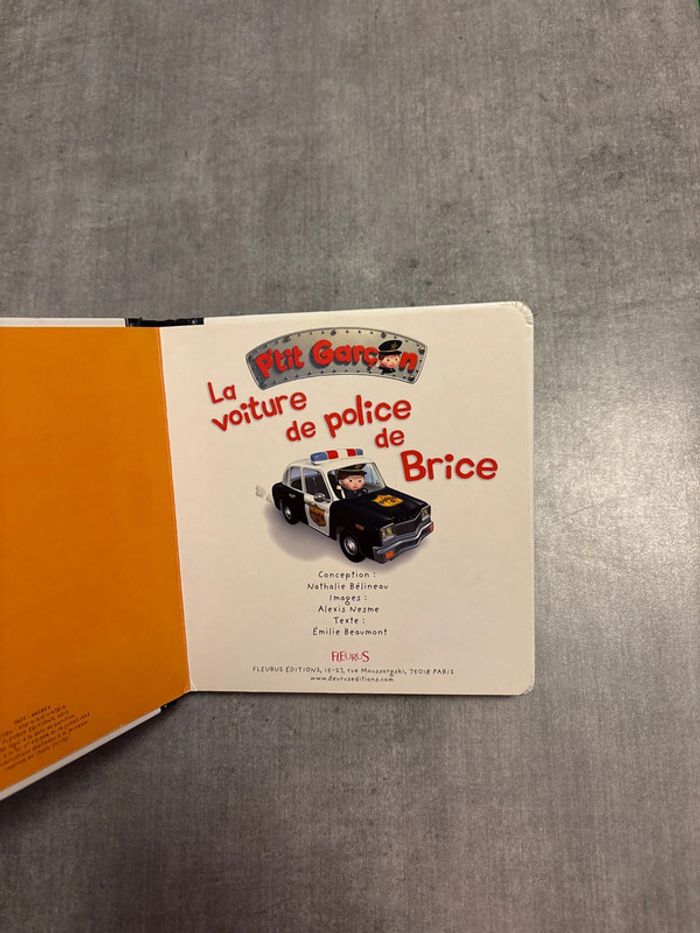 P'tit Garçon
La
voiture
de police
de
Brice
Conception :
Nathalie Bélineau
Images :
Alexis Nesme
Texte :
Émilie Beaumont
FLEURUS
FLEURUS EDITIONS, 15-27, rue Moussorgski, 75018 PARIS
www.fleuruseditions.com